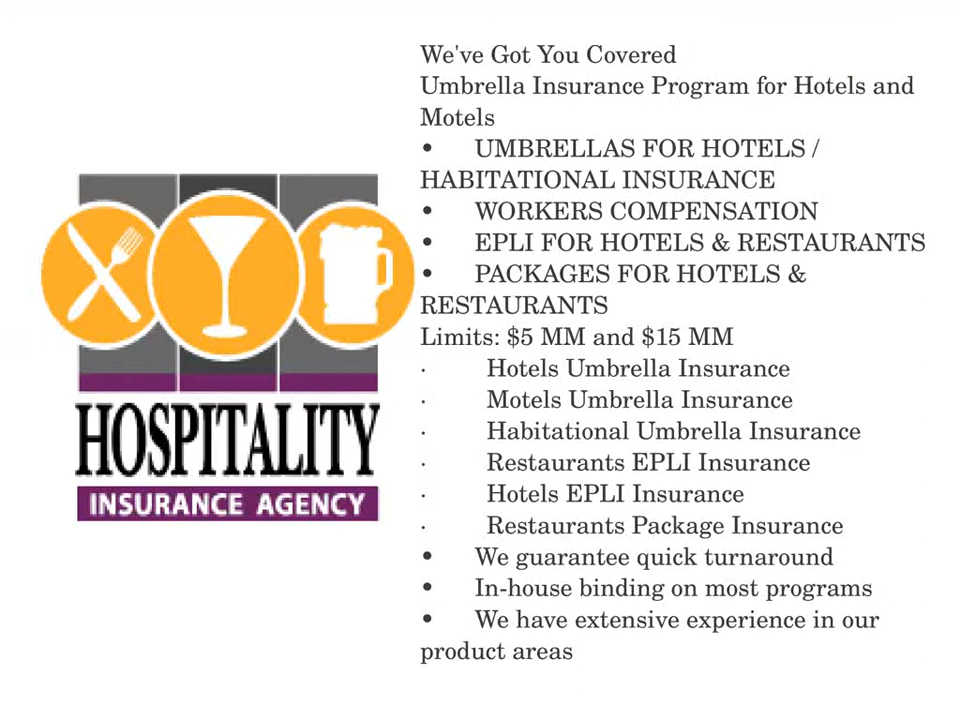 We've Got You Covered
Umbrella Insurance Program for Hotels and
Motels
• UMBRELLAS FOR HOTELS /
HABITATIONAL INSURANCE
• WORKERS COMPENSATION
• EPLI FOR HOTELS & RESTAURANTS
• PACKAGES FOR HOTELS &
RESTAURANTS
Limits: $5 MM and $15 MM
· Hotels Umbrella Insurance
· Motels Umbrella Insurance
· Habitational Umbrella Insurance
· Restaurants EPLI Insurance
· Hotels EPLI Insurance
· Restaurants Package Insurance
• We guarantee quick turnaround
• In-house binding on most programs
• We have extensive experience in our
product areas
HOSPITALITY
INSURANCE AGENCY